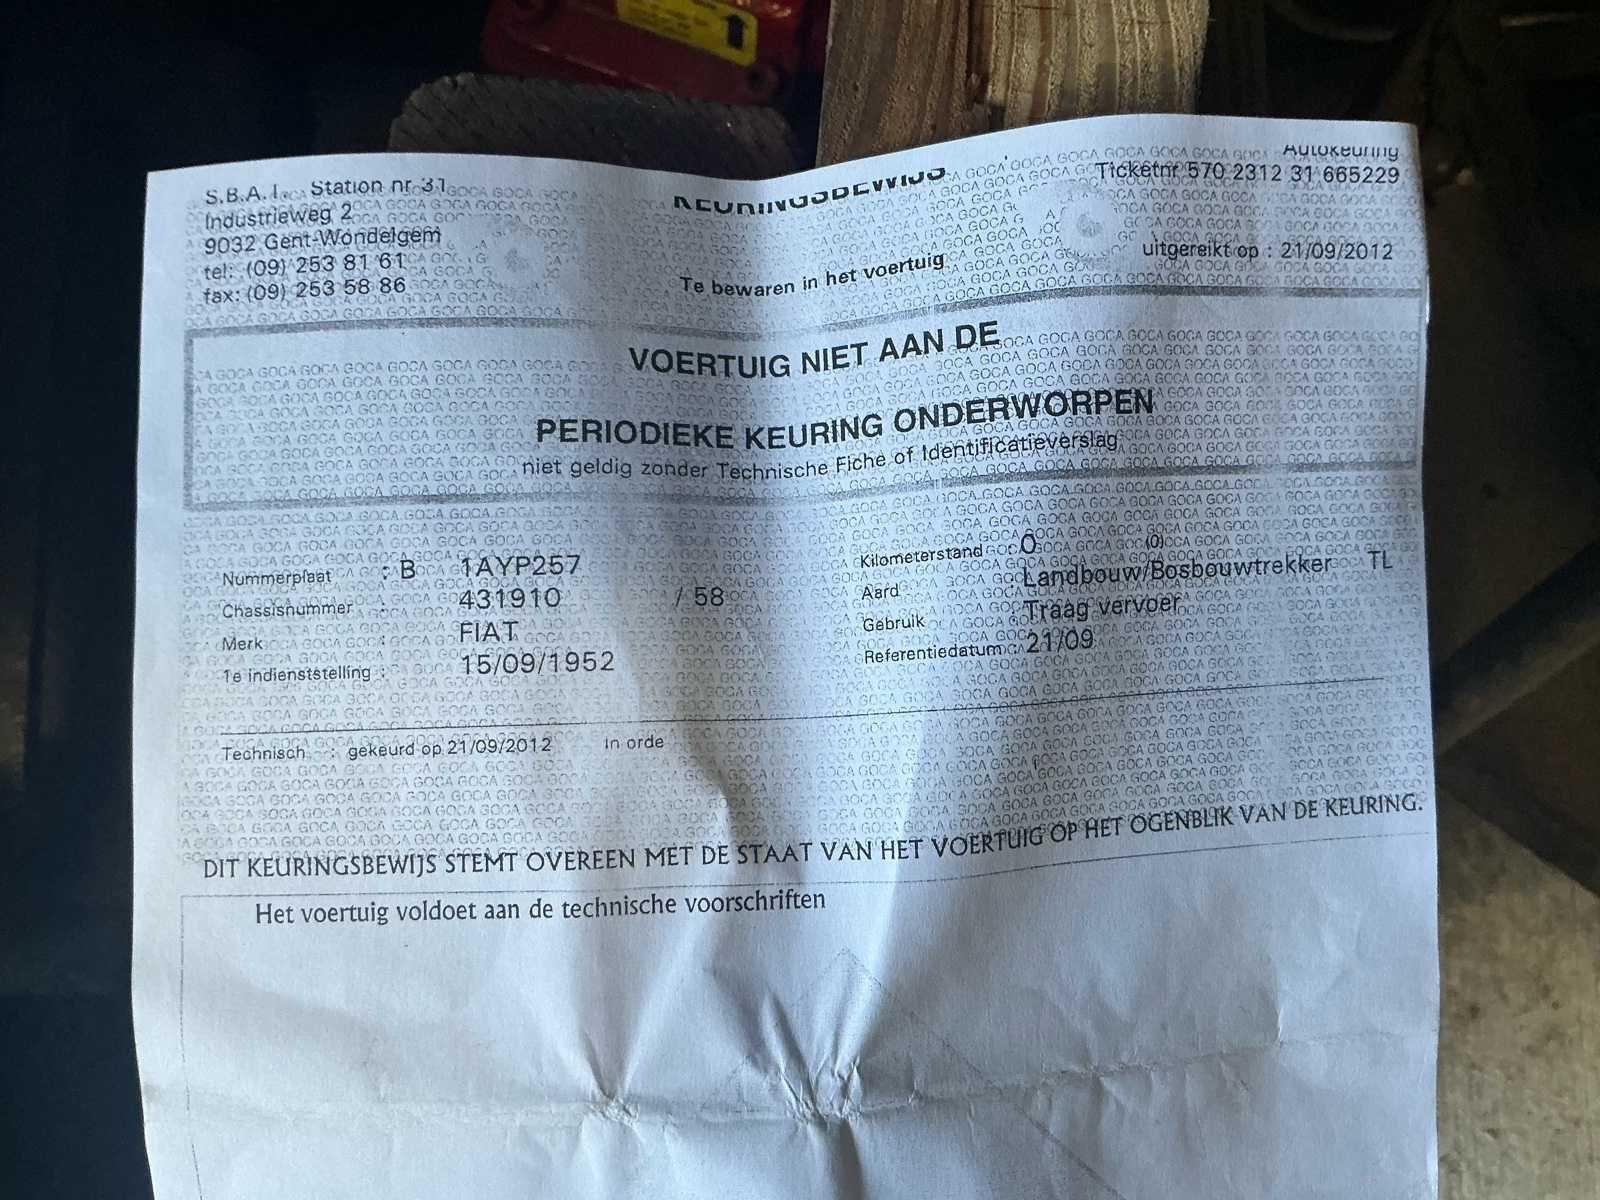 S.B.A.T. Station nr 31
Industrieweg 2
9032 Gent-Wondelgem
tel: (09) 253 81 61
fax: (09) 253 58 86
KEURINGSBEWIJS
Te bewaren in het voertuig
Autokeuring
Ticketnr 570 2312 31 665229
uitgereikt op : 21/09/2012
VOERTUIG NIET AAN DE
PERIODIEKE KEURING ONDERWORPEN
niet geldig zonder Technische Fiche of Identificatieverslag
Nummerplaat : B 1AYP257
Chassisnummer : 431910 / 58
Merk : FIAT
1e indienststelling : 15/09/1952
Kilometerstand : 0 (0)
Aard : Landbouw/Bosbouwtrekker TL
Gebruik : Traag vervoer
Referentiedatum : 21/09
Technisch : gekeurd op 21/09/2012 In orde
DIT KEURINGSBEWIJS STEMT OVEREEN MET DE STAAT VAN HET VOERTUIG OP HET OGENBLIK VAN DE KEURING.
Het voertuig voldoet aan de technische voorschriften